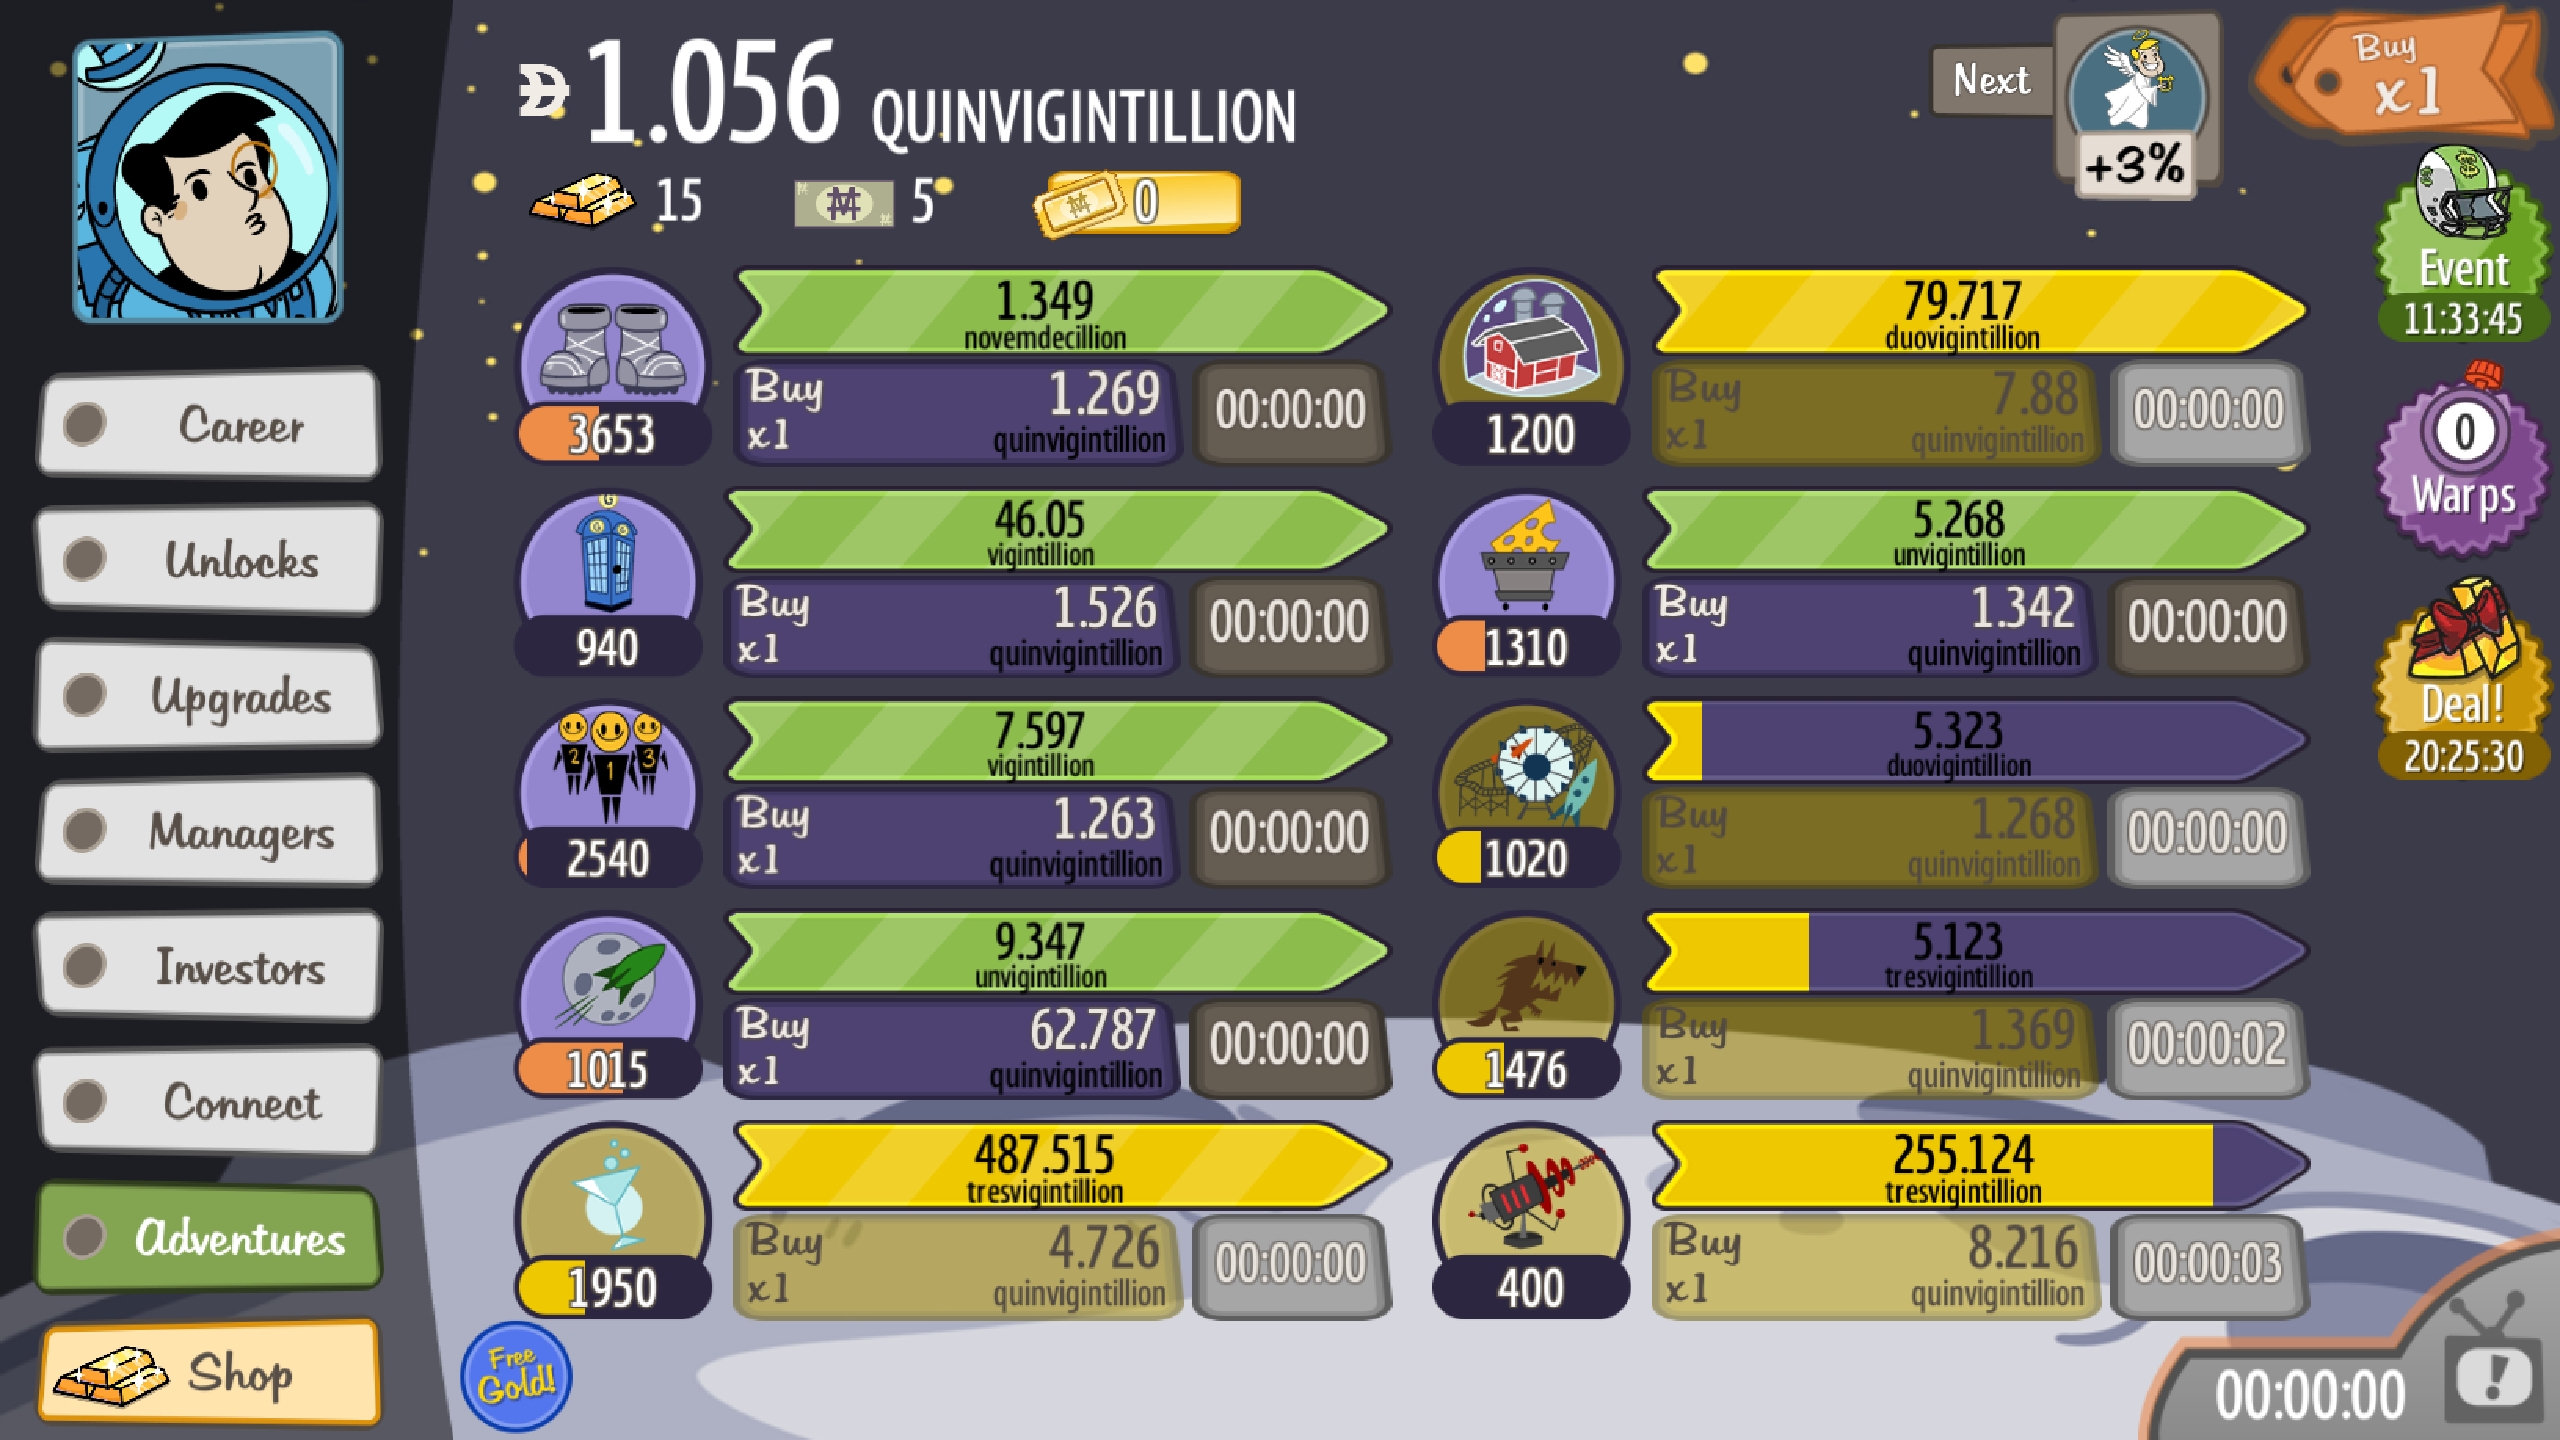 1.056 QUINVIGINTILLION
Next
+3%
Buy
x1
15
5
0
Event
11:33:45
0
Warps
Deal!
20:25:30
Career
Unlocks
Upgrades
Managers
Investors
Connect
Adventures
Shop
Free
Gold!
1.349
novemdecillion
3653
Buy
x1
1.269
quinvigintillion
00:00:00
79.717
duovigintillion
1200
Buy
x1
7.88
quinvigintillion
00:00:00
46.05
vigintillion
940
Buy
x1
1.526
quinvigintillion
00:00:00
5.268
unvigintillion
1310
Buy
x1
1.342
quinvigintillion
00:00:00
2 1 3
7.597
vigintillion
2540
Buy
x1
1.263
quinvigintillion
00:00:00
5.323
duovigintillion
1020
Buy
x1
1.268
quinvigintillion
00:00:00
9.347
unvigintillion
1015
Buy
x1
62.787
quinvigintillion
00:00:00
5.123
tresvigintillion
1476
Buy
x1
1.369
quinvigintillion
00:00:02
487.515
tresvigintillion
1950
Buy
x1
4.726
quinvigintillion
00:00:00
255.124
tresvigintillion
400
Buy
x1
8.216
quinvigintillion
00:00:03
00:00:00
!